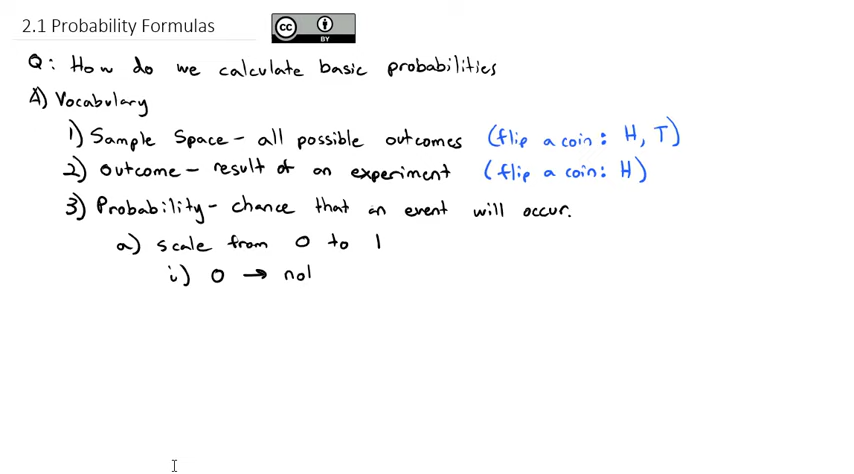 2.1 Probability Formulas
cc BY
Q: How do we calculate basic probabilities
A) Vocabulary
1) Sample Space - all possible outcomes (flip a coin: H, T)
2) Outcome - result of an experiment (flip a coin: H)
3) Probability - chance that an event will occur.
a) scale from 0 to 1
i) 0 → not